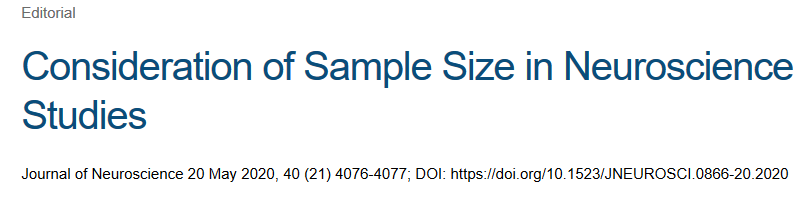 Editorial
Consideration of Sample Size in Neuroscience
Studies
Journal of Neuroscience 20 May 2020, 40 (21) 4076-4077; DOI: https://doi.org/10.1523/JNEUROSCI.0866-20.2020